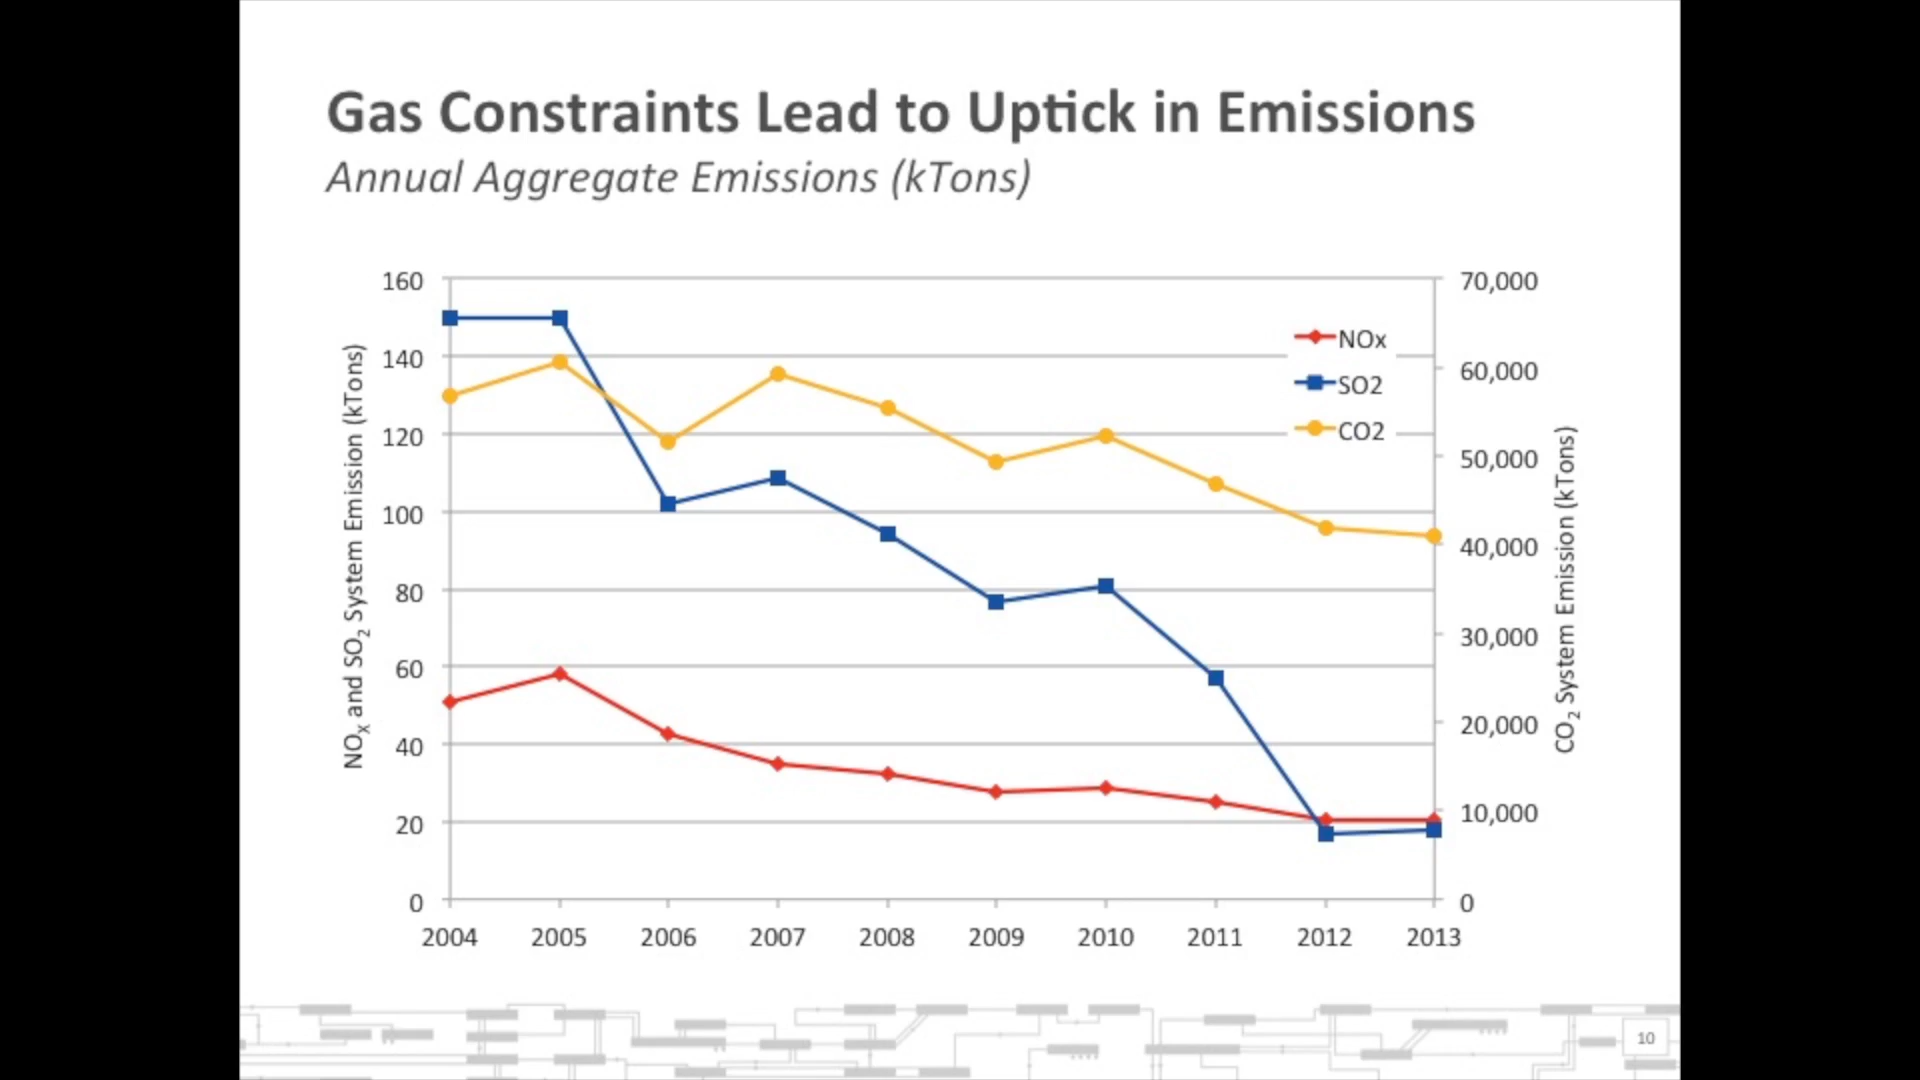 Gas Constraints Lead to Uptick in Emissions
Annual Aggregate Emissions (kTons)
160
140
120
100
80
60
40
20
0
NOx and SO2 System Emission (kTons)
70,000
60,000
50,000
40,000
30,000
20,000
10,000
0
CO2 System Emission (kTons)
NOx
SO2
CO2
2004 2005 2006 2007 2008 2009 2010 2011 2012 2013
10